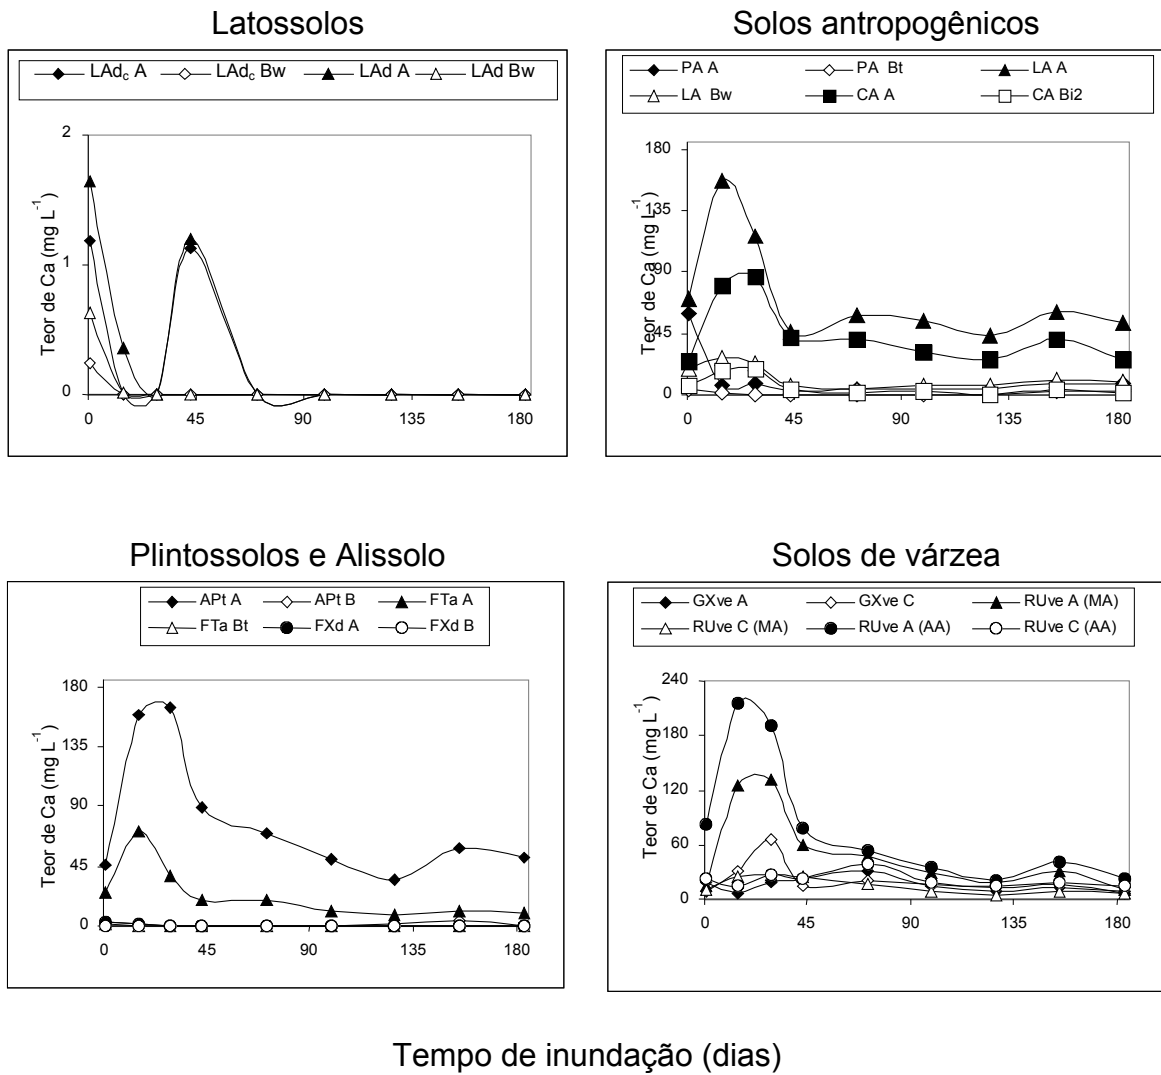 Latossolos
LAdc A LAdc Bw LAd A LAd Bw
Teor de Ca (mg L-1)
2
1
0
0 45 90 135 180
Solos antropogênicos
PA A PA Bt LA A
LA Bw CA A CA Bi2
Teor de Ca (mg L-1)
180
135
90
45
0
0 45 90 135 180
Plintossolos e Alissolo
APt A APt B FTa A
FTa Bt FXd A FXd B
Teor de Ca (mg L-1)
180
135
90
45
0
0 45 90 135 180
Solos de várzea
GXve A GXve C RUve A (MA)
RUve C (MA) RUve A (AA) RUve C (AA)
Teor de Ca (mg L-1)
240
180
120
60
0
0 45 90 135 180
Tempo de inundação (dias)